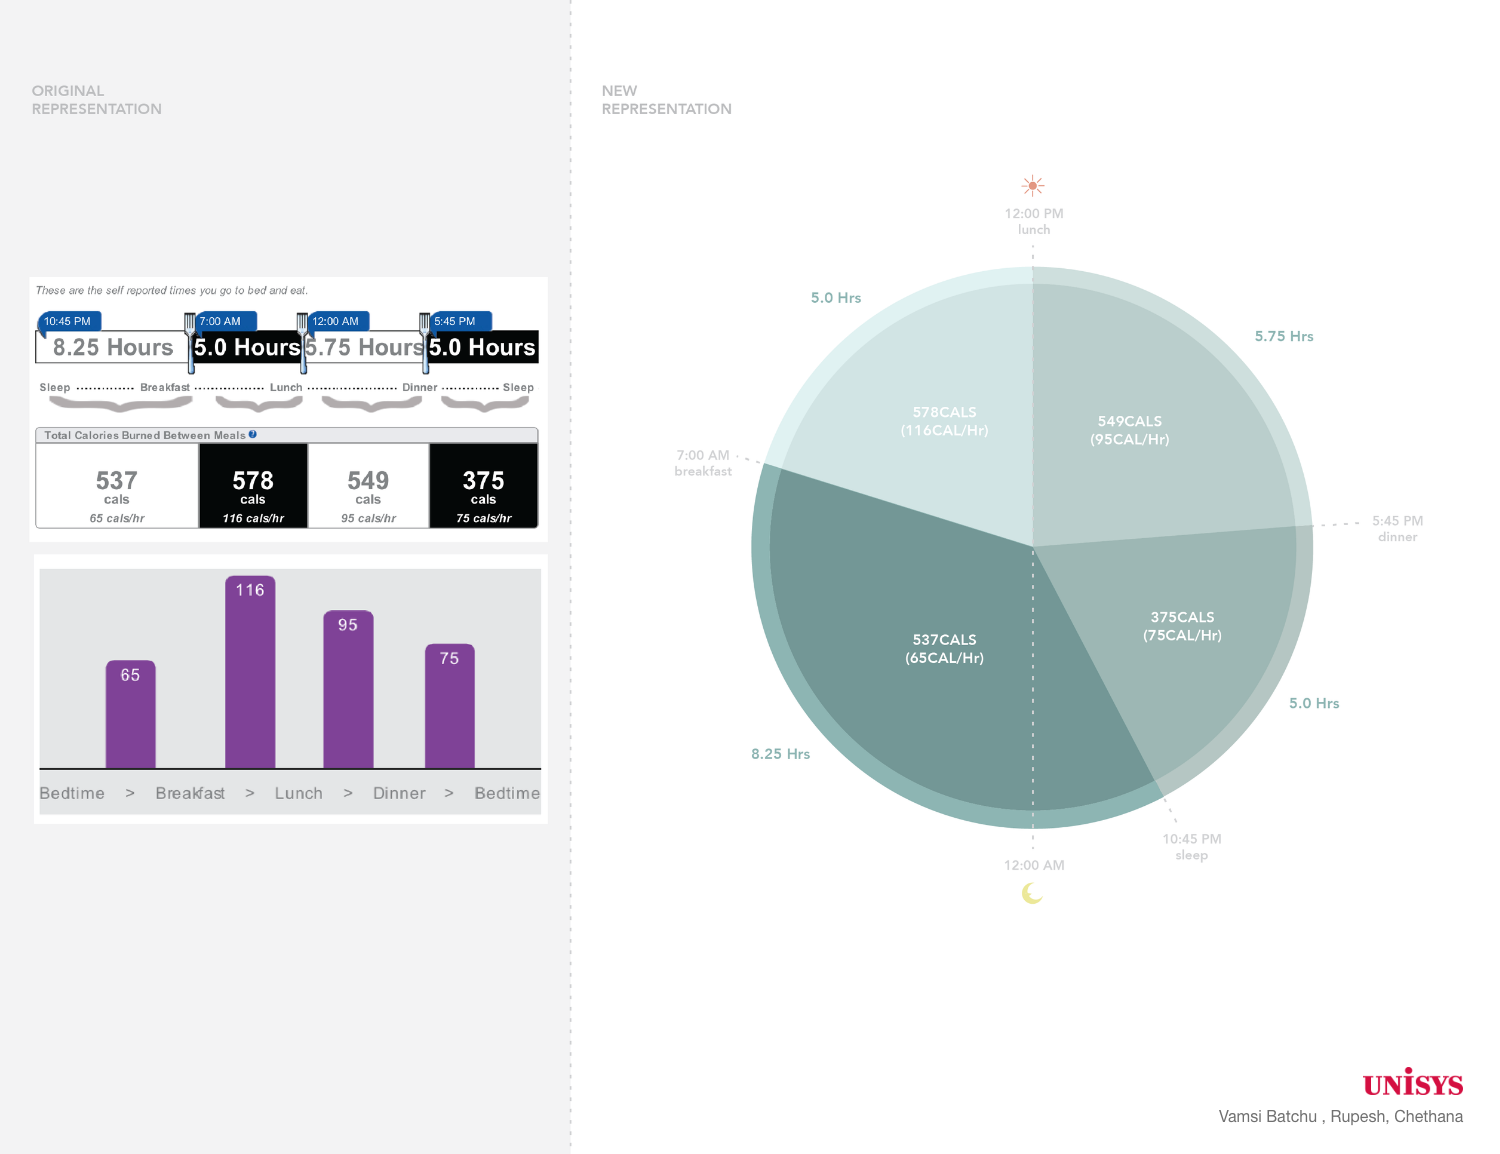 ORIGINAL
REPRESENTATION
These are the self reported times you go to bed and eat.
10:45 PM
7:00 AM
12:00 AM
5:45 PM
8.25 Hours
5.0 Hours
5.75 Hours
5.0 Hours
Sleep
Breakfast
Lunch
Dinner
Sleep
Total Calories Burned Between Meals ?
537
cals
65 cals/hr
578
cals
116 cals/hr
549
cals
95 cals/hr
375
cals
75 cals/hr
65
116
95
75
Bedtime > Breakfast > Lunch > Dinner > Bedtime
NEW
REPRESENTATION
12:00 PM
lunch
5.0 Hrs
5.75 Hrs
578CALS
(116CAL/Hr)
549CALS
(95CAL/Hr)
7:00 AM
breakfast
5:45 PM
dinner
537CALS
(65CAL/Hr)
375CALS
(75CAL/Hr)
5.0 Hrs
8.25 Hrs
10:45 PM
sleep
12:00 AM
UNISYS
Vamsi Batchu , Rupesh, Chethana